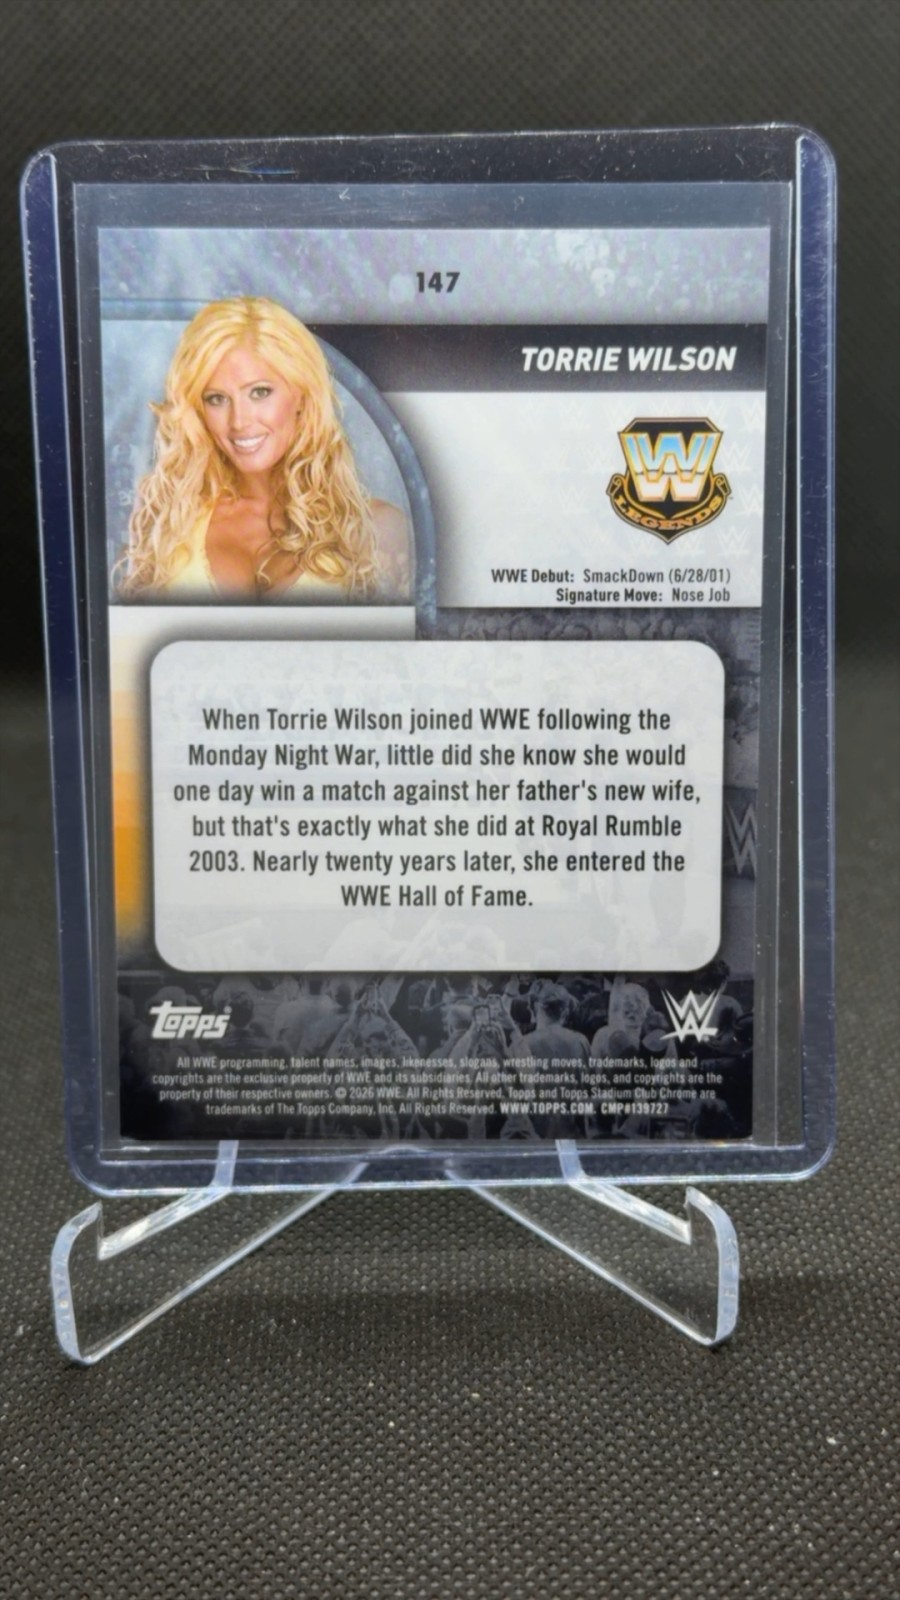 147
TORRIE WILSON
W
LEGENDS
WWE Debut: SmackDown (6/28/01)
Signature Move: Nose Job
When Torrie Wilson joined WWE following the
Monday Night War, little did she know she would
one day win a match against her father's new wife,
but that's exactly what she did at Royal Rumble
2003. Nearly twenty years later, she entered the
WWE Hall of Fame.
Topps
W
All WWE programming, talent names, images, likenesses, slogans, wrestling moves, trademarks, logos and
copyrights are the exclusive property of WWE and its subsidiaries. All other trademarks, logos, and copyrights are the
property of their respective owners. © 2026 WWE. All Rights Reserved. Topps and Topps Stadium Club Chrome are
trademarks of The Topps Company, Inc. All Rights Reserved. WWW.TOPPS.COM. CMP#139727